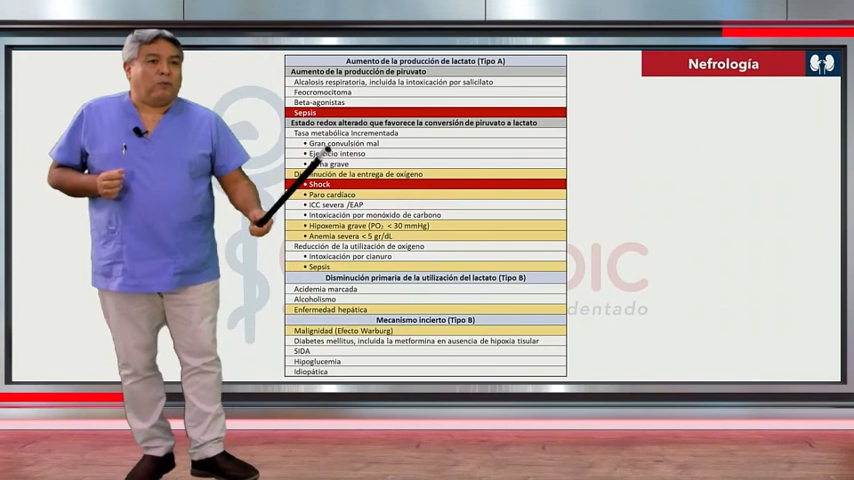 Nefrología
Aumento de la producción de lactato (Tipo A)
Aumento de la producción de piruvato
Alcalosis respiratoria, incluida la intoxicación por salicilato
Feocromocitoma
Beta-agonistas
Sepsis
Estado redox alterado que favorece la conversión de piruvato a lactato
Tasa metabólica Incrementada
• Gran convulsión mal
• Ejercicio intenso
grave
Disminución de la entrega de oxígeno
• Shock
• Paro cardiaco
• ICC severa /EAP
• Intoxicación por monóxido de carbono
• Hipoxemia grave (PO₂ < 30 mmHg)
• Anemia severa < 5 gr/dL
Reducción de la utilización de oxígeno
• Intoxicación por cianuro
• Sepsis
Disminución primaria de la utilización del lactato (Tipo B)
Acidemia marcada
Alcoholismo
Enfermedad hepática
Mecanismo incierto (Tipo B)
Malignidad (Efecto Warburg)
Diabetes mellitus, incluida la metformina en ausencia de hipoxia tisular
SIDA
Hipoglucemia
Idiopática
DIC
dentado